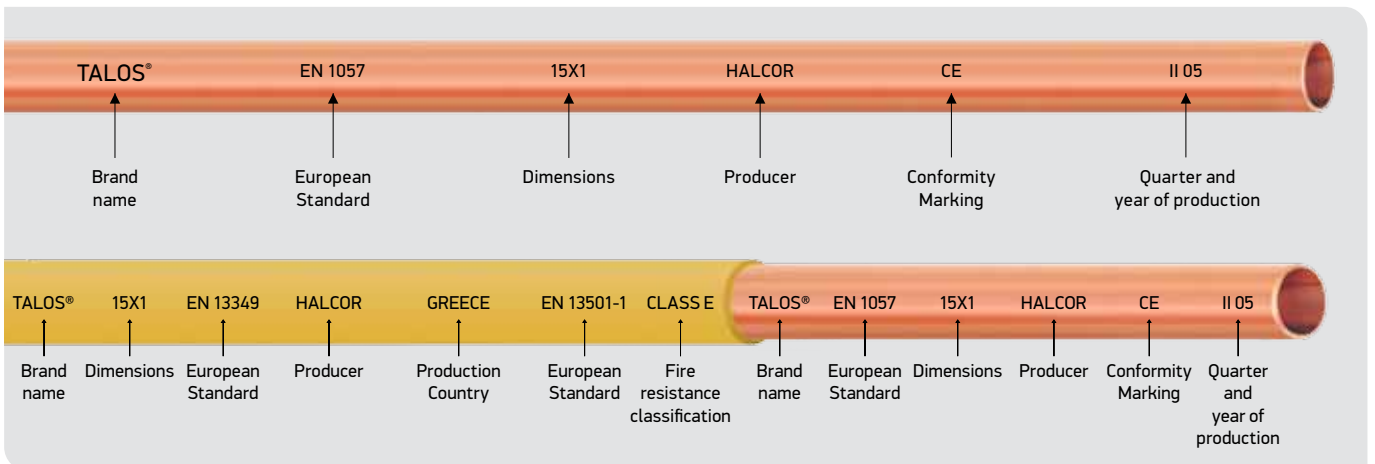 TALOS® EN 1057 15X1 HALCOR CE II 05
Brand name European Standard Dimensions Producer Conformity Marking Quarter and year of production
TALOS® 15X1 EN 13349 HALCOR GREECE EN 13501-1 CLASS E TALOS® EN 1057 15X1 HALCOR CE II 05
Brand name Dimensions European Standard Producer Production Country European Standard Fire resistance classification Brand name European Standard Dimensions Producer Conformity Marking Quarter and year of production